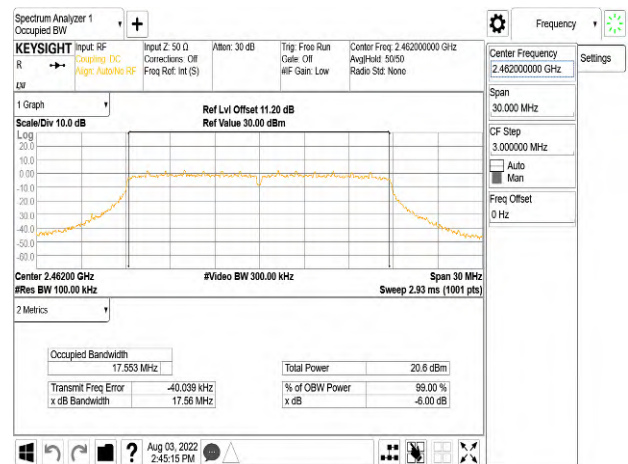 Spectrum Analyzer 1
Occupied BW
Frequency
KEYSIGHT
Input: RF
Input Z: 50 Ω
Atten: 30 dB
Trig: Free Run
Center Freq: 2.462000000 GHz
R
Coupling: DC
Corrections: Off
Gate: Off
Avg|Hold: 50/50
Align: Auto/No RF
Freq Ref: Int (S)
#IF Gain: Low
Radio Std: None
LXI
Center Frequency
2.462000000 GHz
Settings
Span
30.000 MHz
CF Step
3.000000 MHz
Auto
Man
Freq Offset
0 Hz
1 Graph
Ref Lvl Offset 11.20 dB
Scale/Div 10.0 dB
Ref Value 30.00 dBm
Log
20.0
10.0
0.00
-10.0
-20.0
-30.0
-40.0
-50.0
-60.0
Center 2.46200 GHz
#Video BW 300.00 kHz
Span 30 MHz
#Res BW 100.00 kHz
Sweep 2.93 ms (1001 pts)
2 Metrics
Occupied Bandwidth
17.553 MHz
Total Power
20.6 dBm
Transmit Freq Error
-40.039 kHz
% of OBW Power
99.00 %
x dB Bandwidth
17.56 MHz
x dB
-6.00 dB
?
Aug 03, 2022
2:45:15 PM